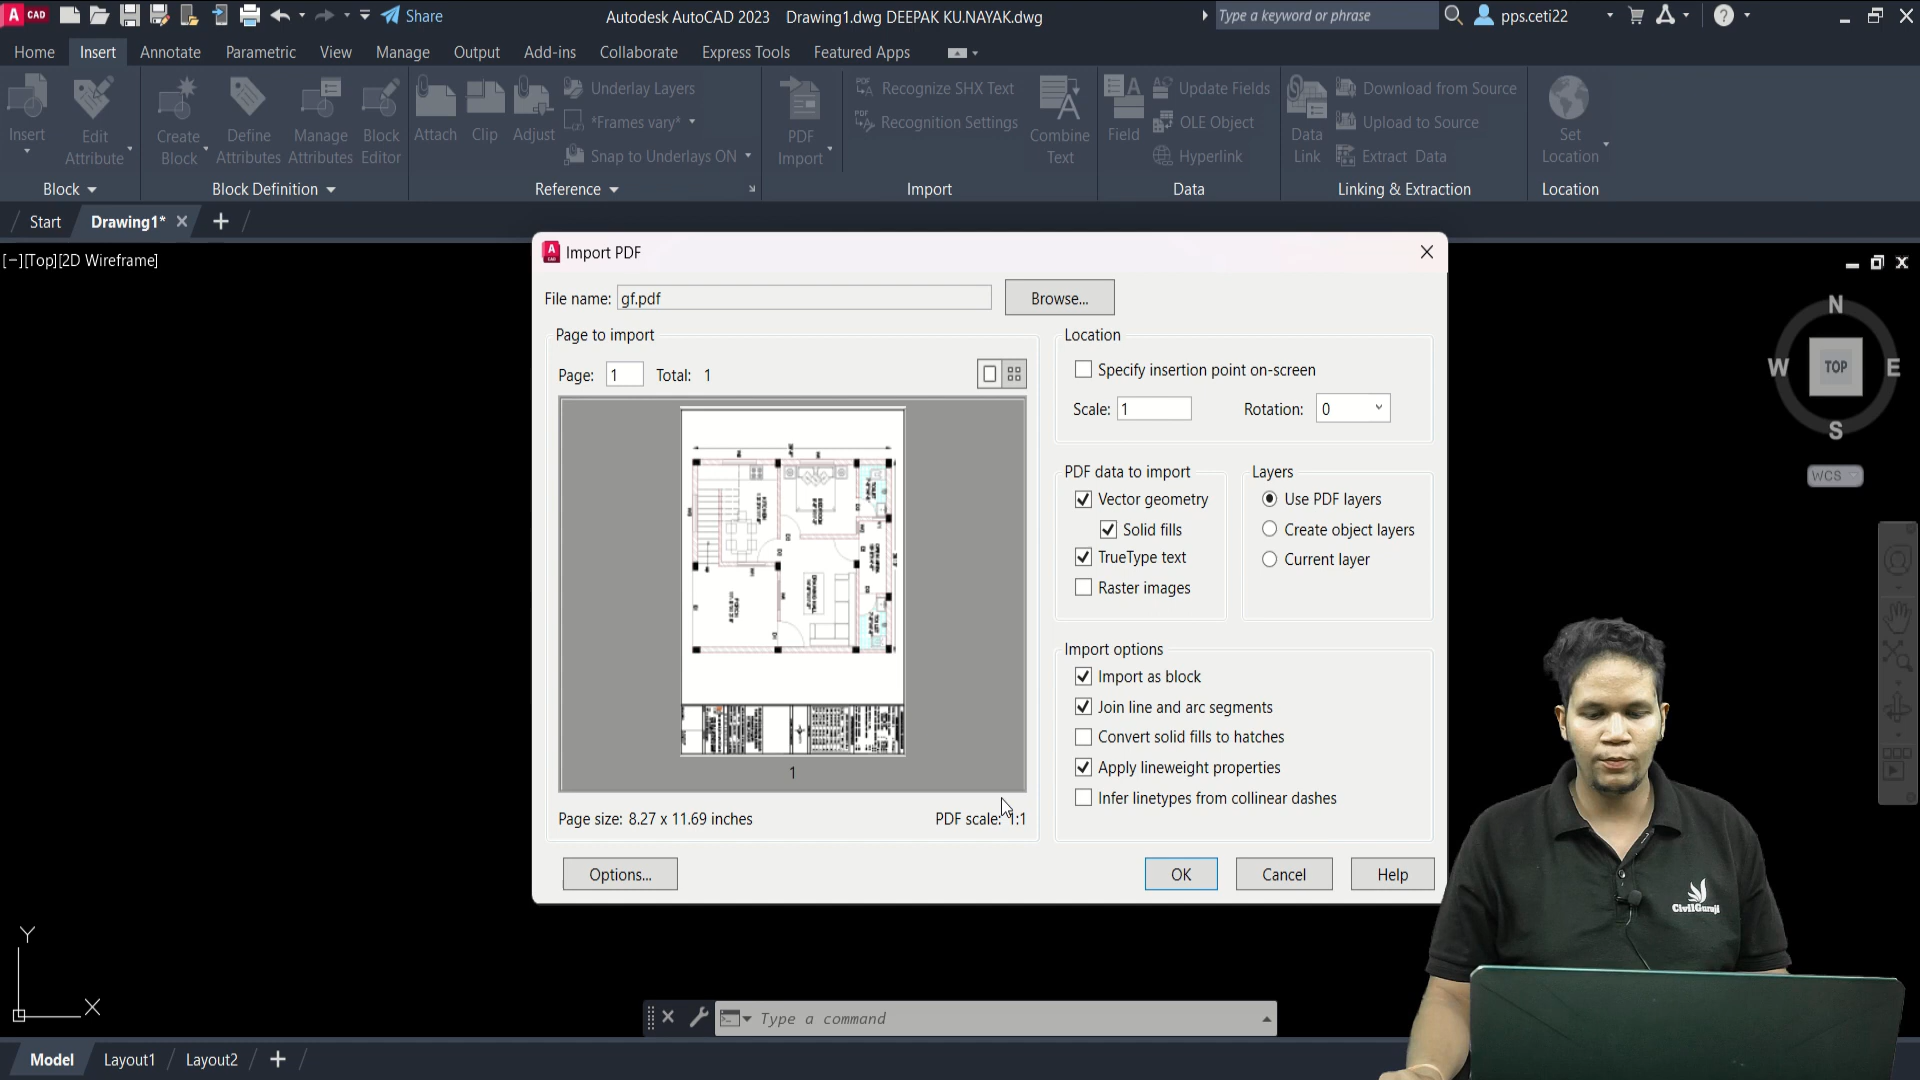 A CAD
Share
Autodesk AutoCAD 2023 Drawing1.dwg DEEPAK KU.NAYAK.dwg
Type a keyword or phrase
pps.ceti22
Home Insert Annotate Parametric View Manage Output Add-ins Collaborate Express Tools Featured Apps
Insert
Edit Attribute
Create Block
Define Attributes
Manage Attributes
Block Editor
Attach
Clip
Adjust
Underlay Layers
*Frames vary*
Snap to Underlays ON
PDF Import
PDF Recognize SHX Text
PDF Recognition Settings
Combine Text
Field
Update Fields
OLE Object
Hyperlink
Data Link
Download from Source
Upload to Source
Extract Data
Set Location
Block
Block Definition
Reference
Import
Data
Linking & Extraction
Location
Start
Drawing1*
[−][Top][2D Wireframe]
N
W TOP E
S
WCS
Import PDF
File name: gf.pdf
Browse...
Page to import
Page: 1 Total: 1
1
Page size: 8.27 x 11.69 inches
PDF scale: 1:1
Options...
Location
Specify insertion point on-screen
Scale: 1
Rotation: 0
PDF data to import
Vector geometry
Solid fills
TrueType text
Raster images
Layers
Use PDF layers
Create object layers
Current layer
Import options
Import as block
Join line and arc segments
Convert solid fills to hatches
Apply lineweight properties
Infer linetypes from collinear dashes
OK
Cancel
Help
CivilGuruji
Y
X
Type a command
Model Layout1 Layout2